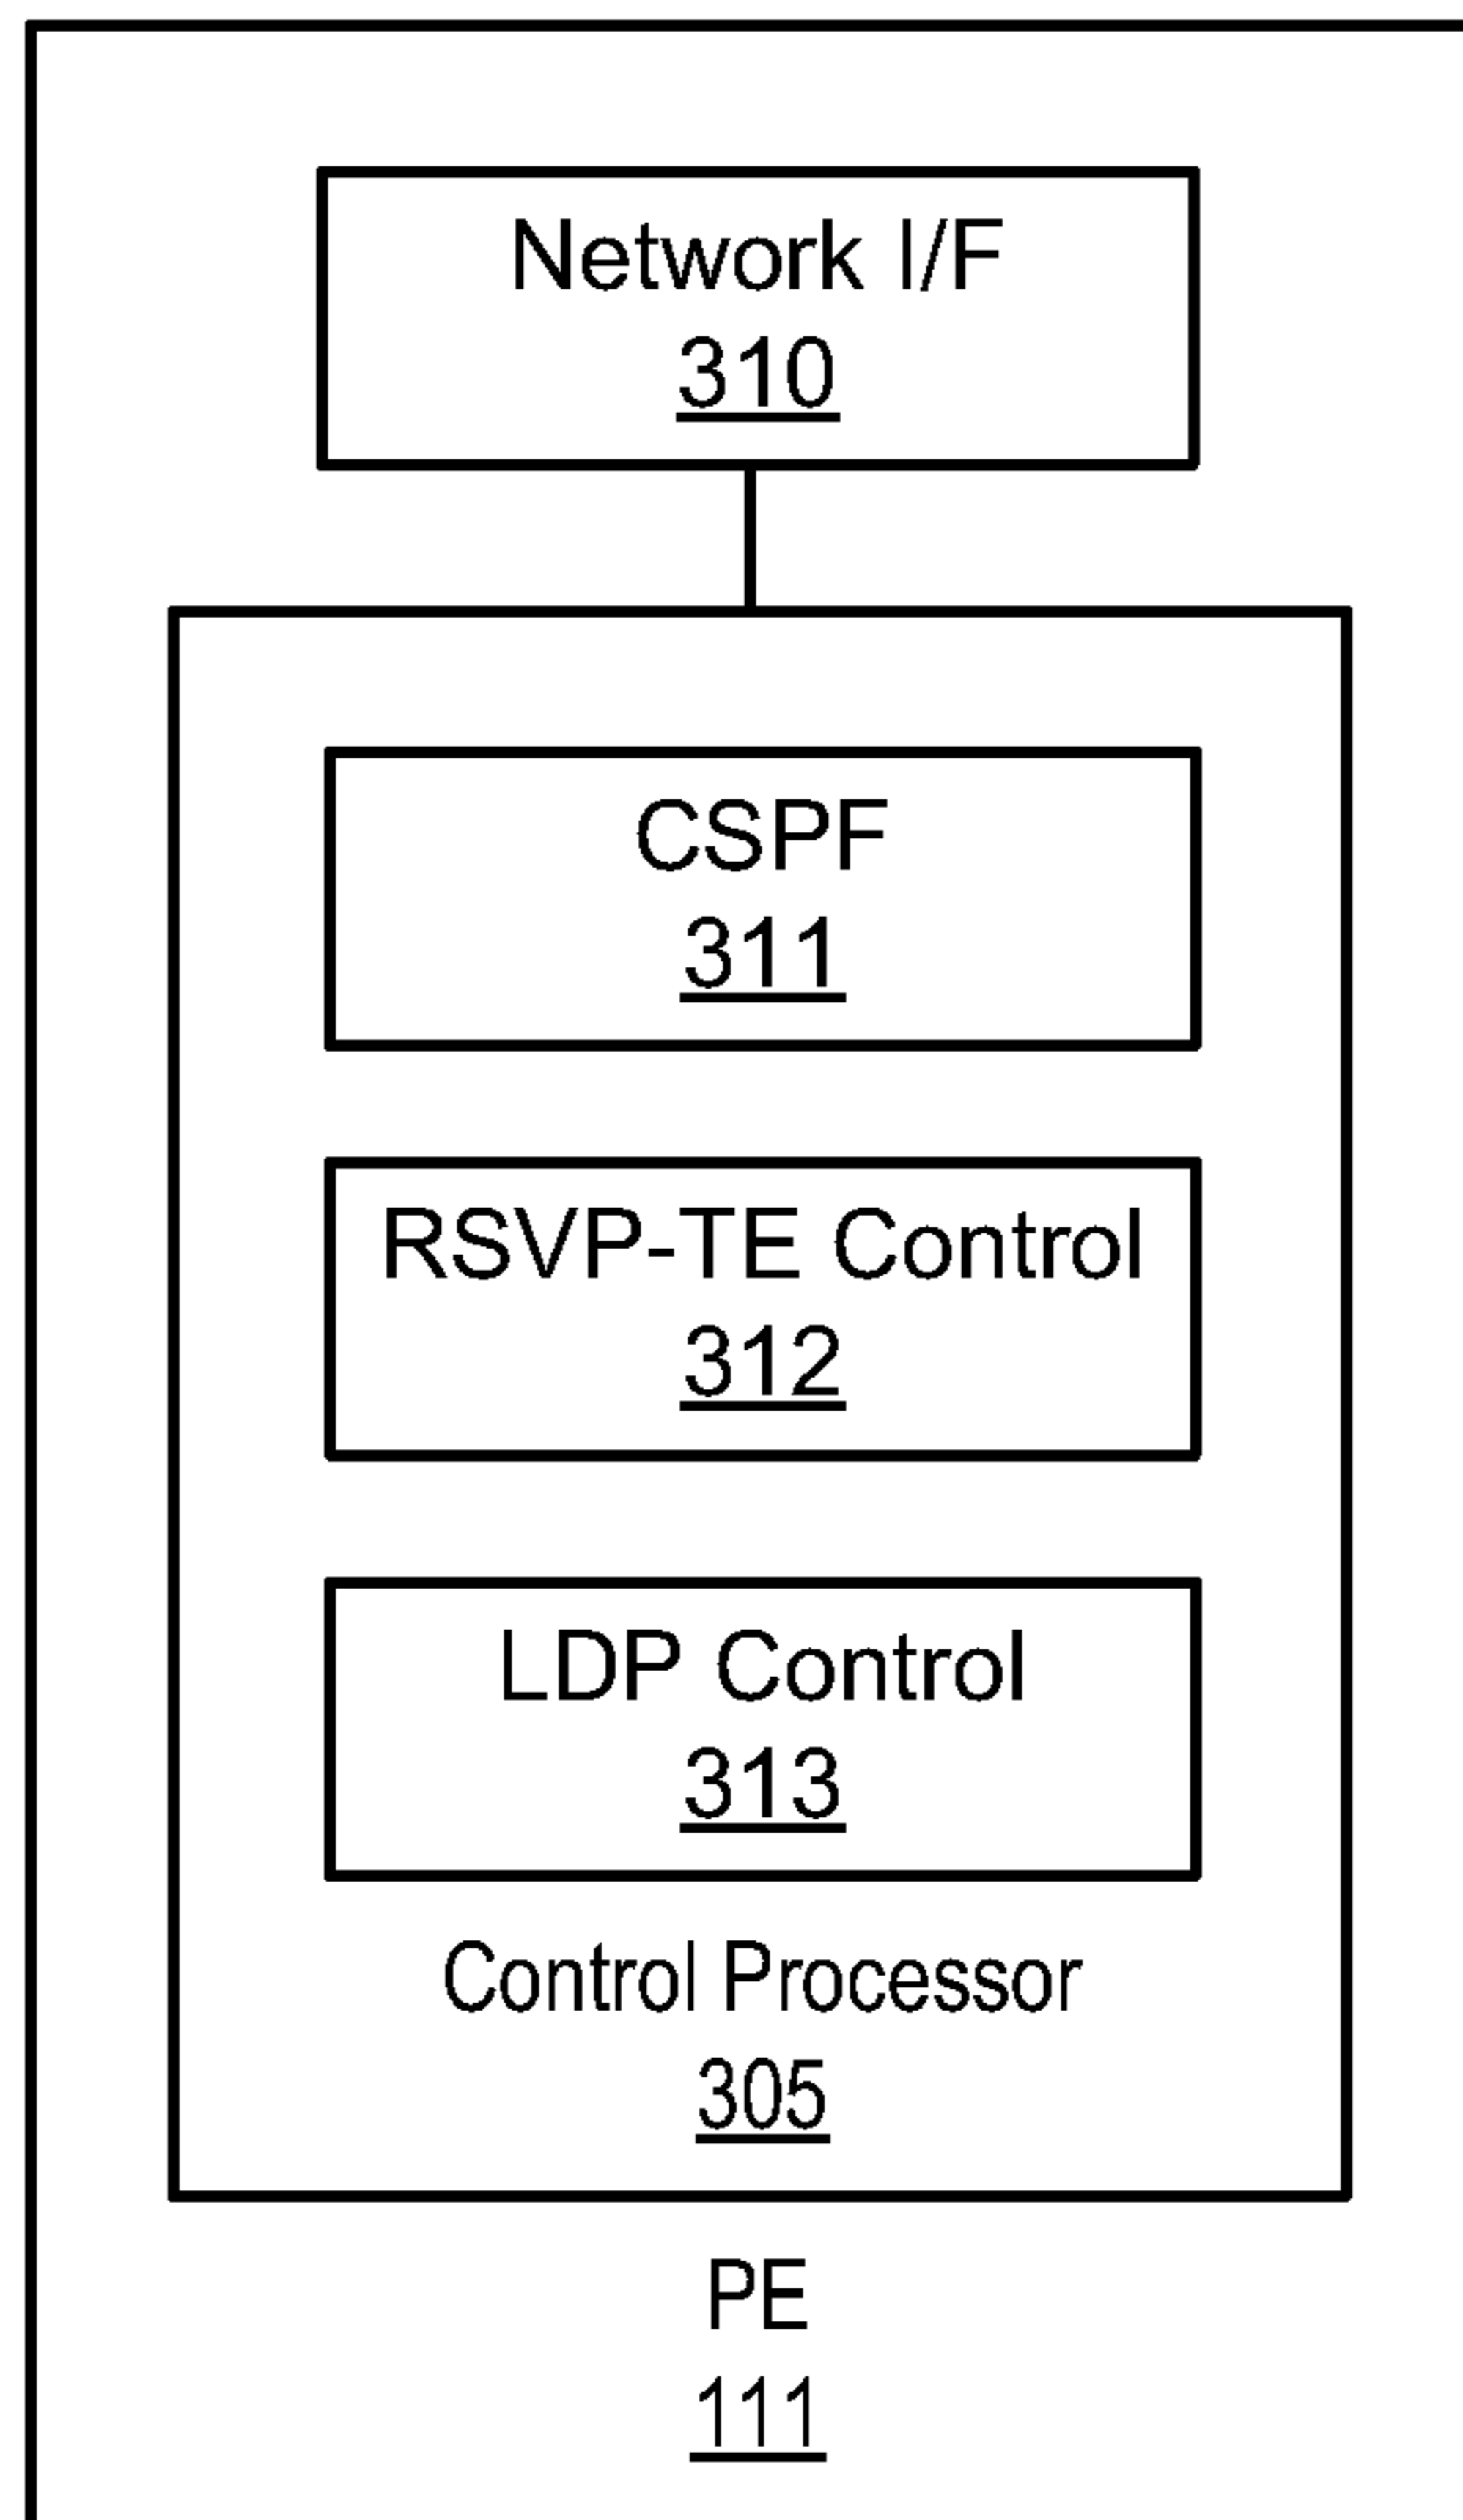 Network I/F
310
CSPF
311
RSVP-TE Control
312
LDP Control
313
Control Processor
305
PE
111